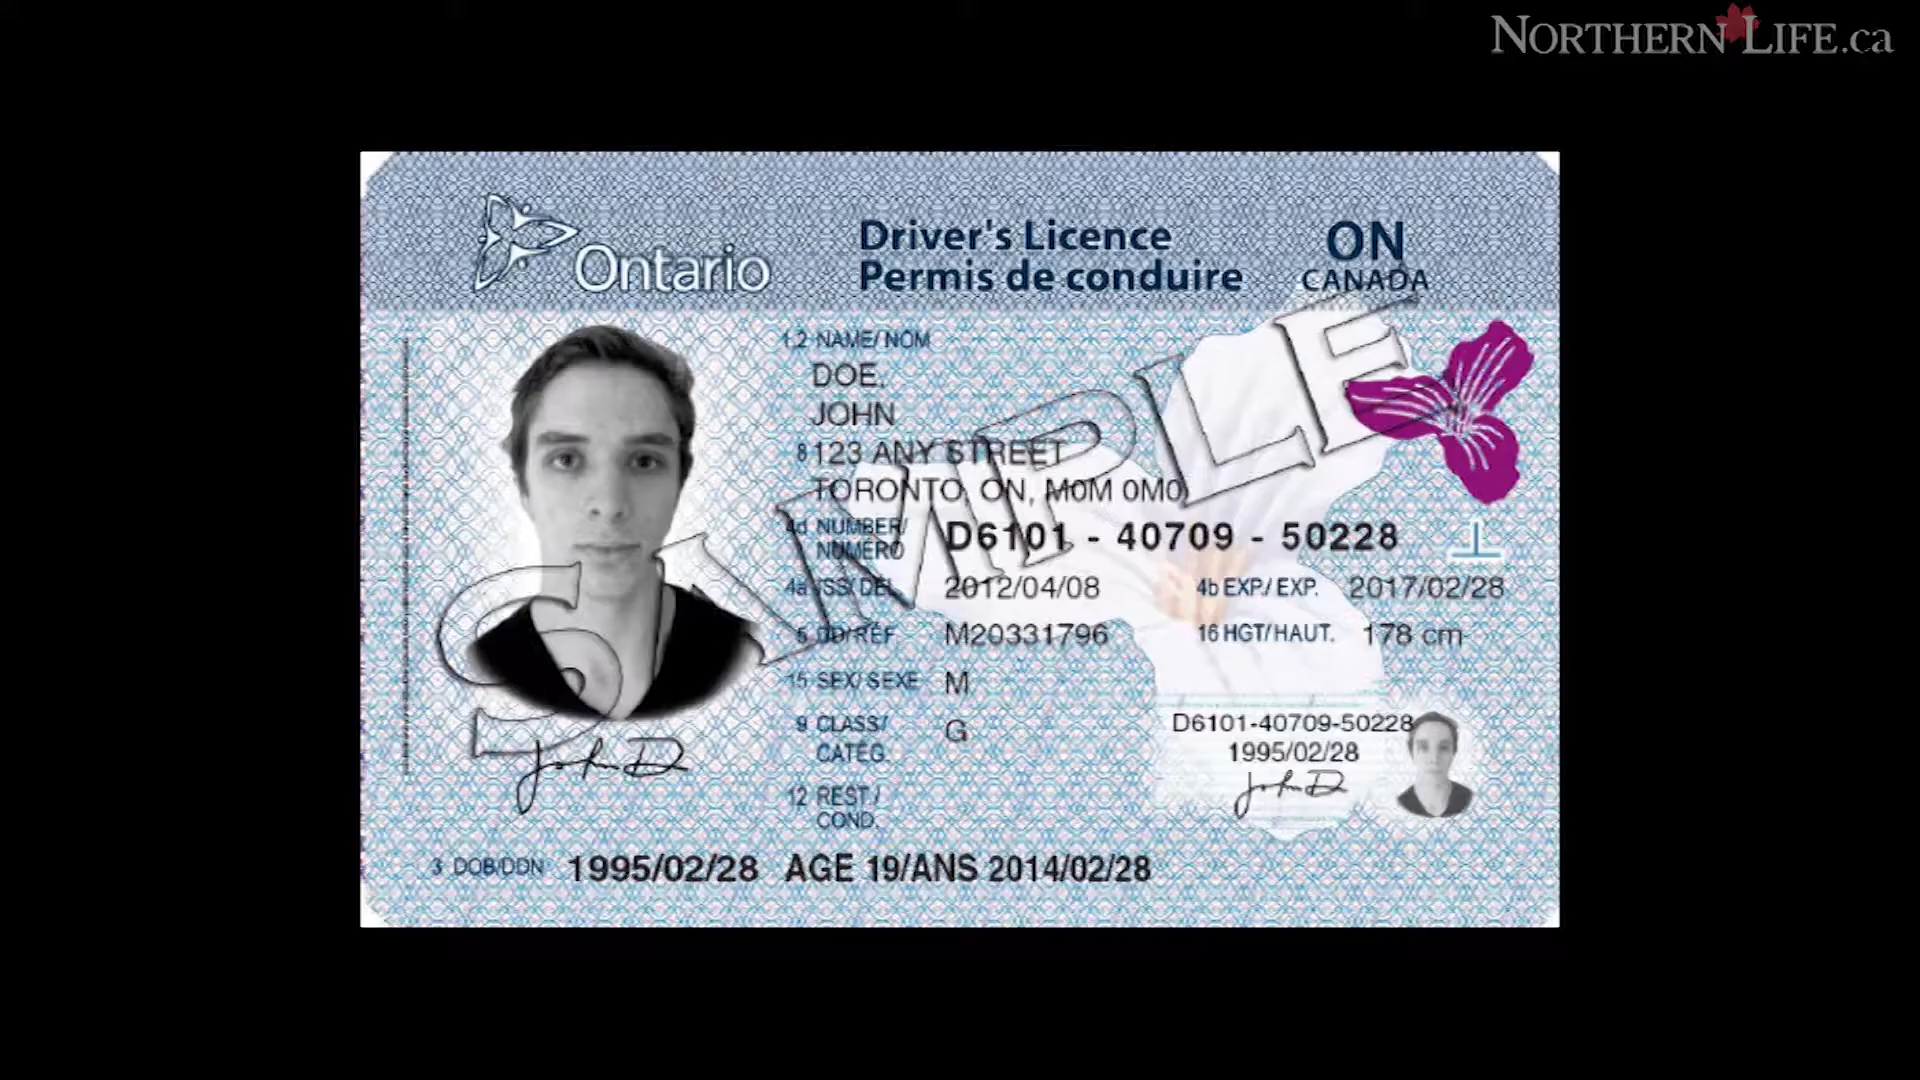 NORTHERN LIFE.ca
Ontario
Driver's Licence
Permis de conduire
ON
CANADA
1,2 NAME/ NOM
DOE,
JOHN
8 123 ANY STREET
TORONTO, ON, M0M 0M0
4d NUMBER/
NUMÉRO
D6101 - 40709 - 50228
4a ISS/ DÉL.
2012/04/08
4b EXP./ EXP.
2017/02/28
5 DD/RÉF.
M20331796
16 HGT/HAUT.
178 cm
15 SEX/ SEXE
M
9 CLASS/
CATÉG.
G
12 REST./
COND.
D6101-40709-50228
1995/02/28
John D
John D
3 DOB/DDN 1995/02/28 AGE 19/ANS 2014/02/28
SAMPLE